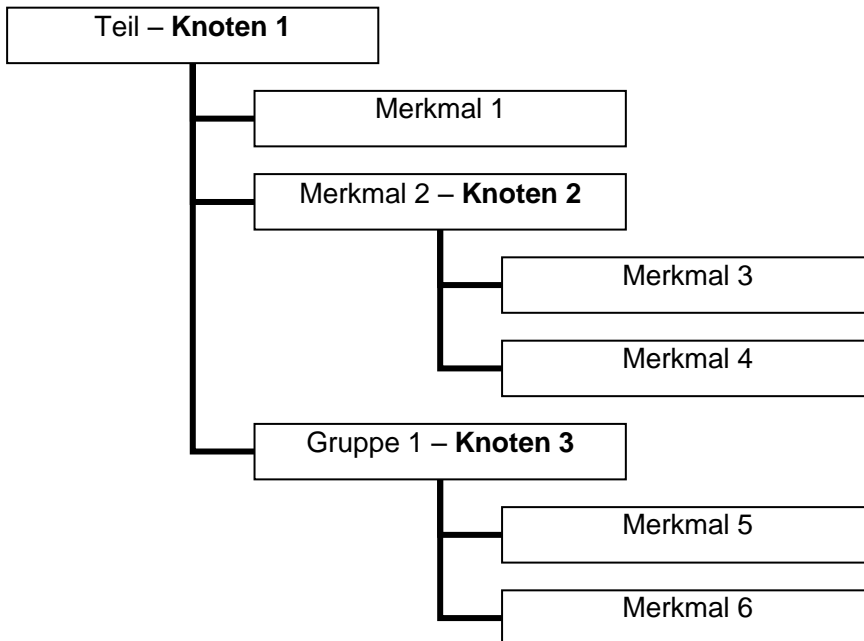 Teil – Knoten 1
Merkmal 1
Merkmal 2 – Knoten 2
Merkmal 3
Merkmal 4
Gruppe 1 – Knoten 3
Merkmal 5
Merkmal 6